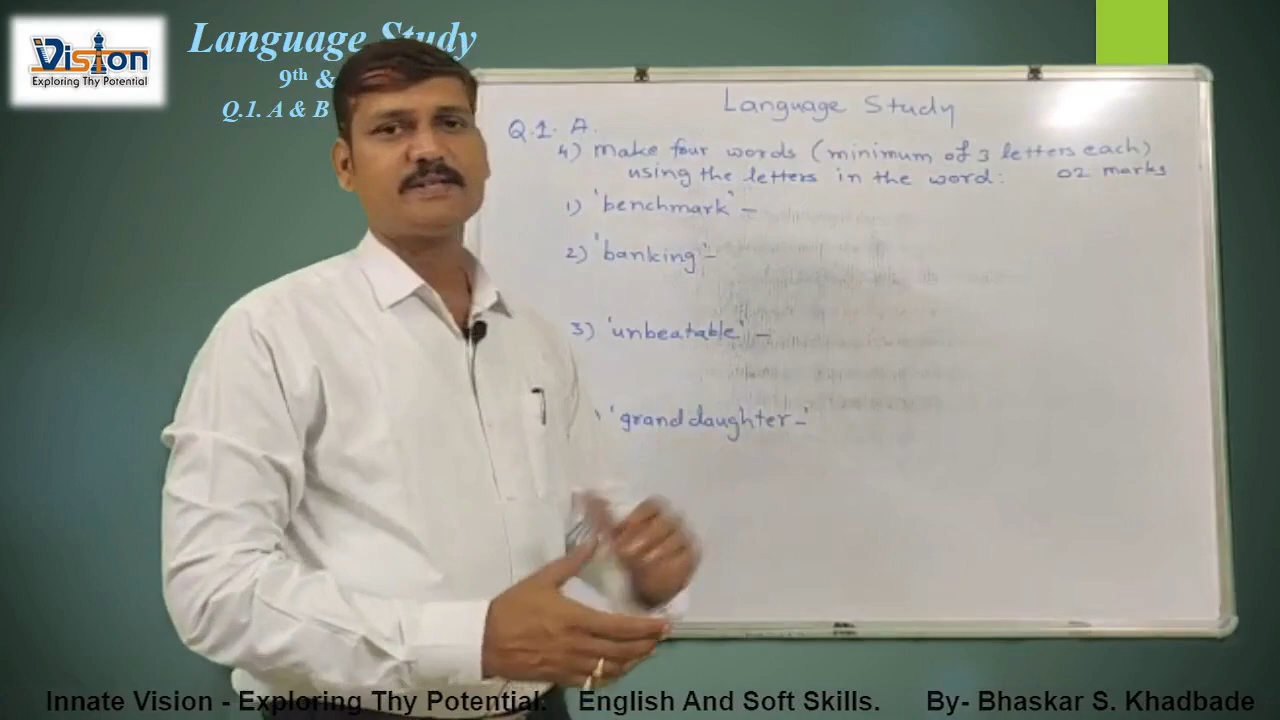 Vision
Exploring Thy Potential
Language Study
9th &
Q.1. A & B
Language Study
Q.1. A.
4) Make four words (minimum of 3 letters each)
using the letters in the word: 02 marks
1) 'benchmark' –
2) 'banking' –
3) 'unbeatable' –
) 'granddaughter –'
Innate Vision - Exploring Thy Potential. English And Soft Skills. By- Bhaskar S. Khadbade